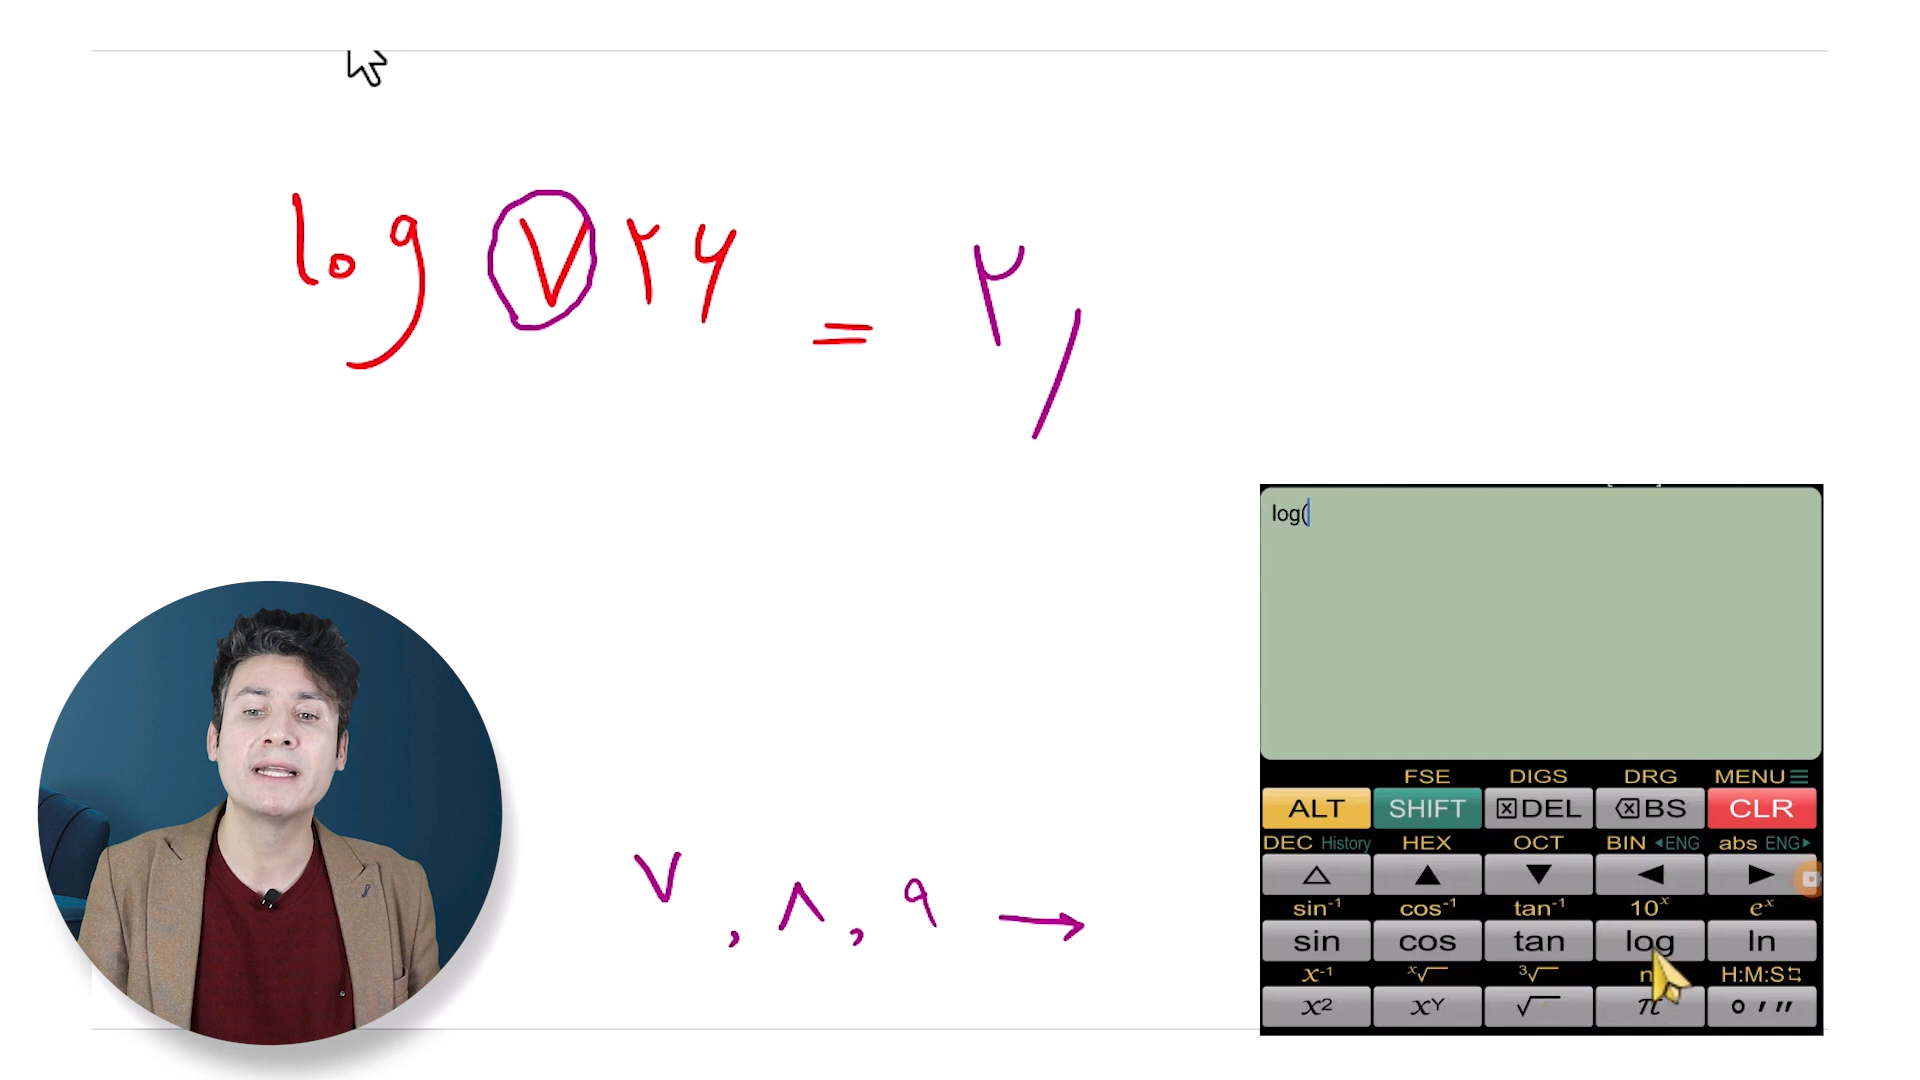 log ۷۲۶ = ۲,
log(
FSE DIGS DRG MENU
ALT SHIFT DEL BS CLR
DEC History HEX OCT BIN ◂ENG abs ENG▸
△ ▲ ▼ ◀ ▶
sin⁻¹ cos⁻¹ tan⁻¹ 10ˣ eˣ
sin cos tan log ln
x⁻¹ ˣ√ ³√ H:M:S
x² xʸ √ π ° ′ ″
۷ , ۸ , ۹ →